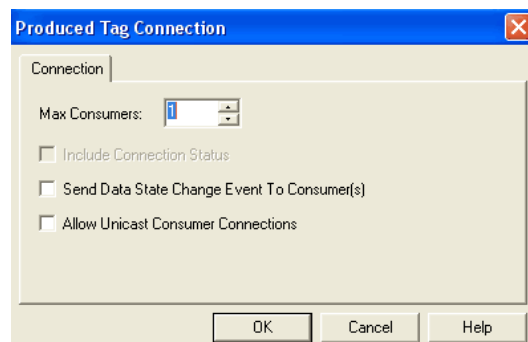 Produced Tag Connection
Connection
Max Consumers: 1
Include Connection Status
Send Data State Change Event To Consumer(s)
Allow Unicast Consumer Connections
OK Cancel Help